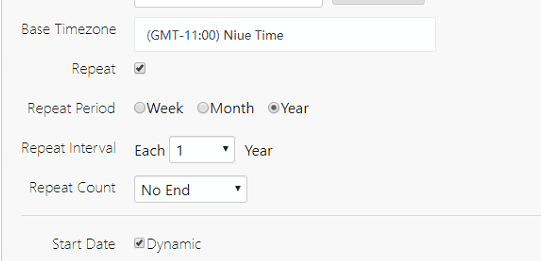 Base Timezone (GMT-11:00) Niue Time
Repeat
Repeat Period Week Month Year
Repeat Interval Each 1 Year
Repeat Count No End
Start Date Dynamic